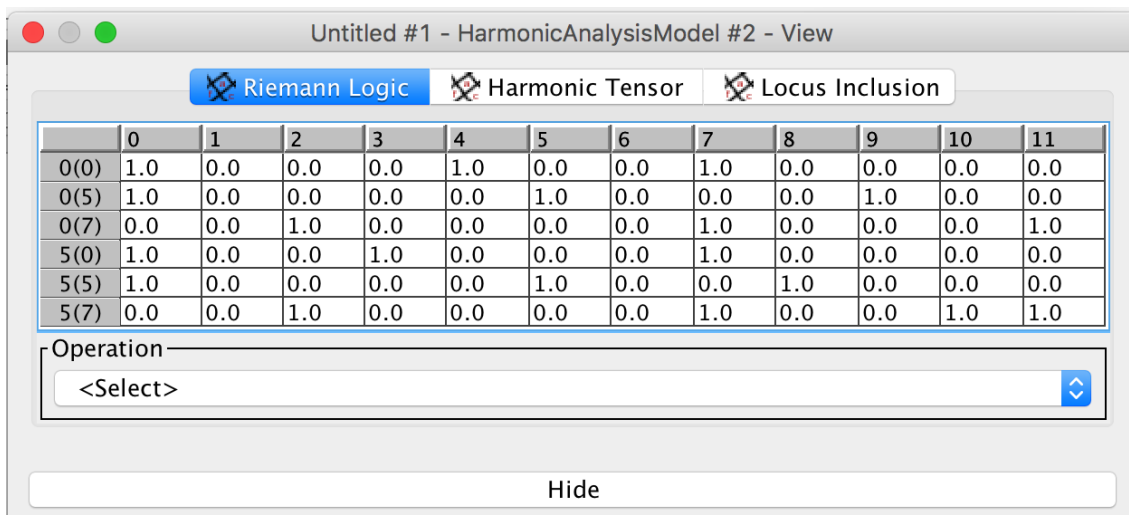 Untitled #1 - HarmonicAnalysisModel #2 - View
Riemann Logic Harmonic Tensor Locus Inclusion
0 1 2 3 4 5 6 7 8 9 10 11
0(0) 1.0 0.0 0.0 0.0 1.0 0.0 0.0 1.0 0.0 0.0 0.0 0.0
0(5) 1.0 0.0 0.0 0.0 0.0 1.0 0.0 0.0 0.0 1.0 0.0 0.0
0(7) 0.0 0.0 1.0 0.0 0.0 0.0 0.0 1.0 0.0 0.0 0.0 1.0
5(0) 1.0 0.0 0.0 1.0 0.0 0.0 0.0 1.0 0.0 0.0 0.0 0.0
5(5) 1.0 0.0 0.0 0.0 0.0 1.0 0.0 0.0 1.0 0.0 0.0 0.0
5(7) 0.0 0.0 1.0 0.0 0.0 0.0 0.0 1.0 0.0 0.0 1.0 1.0
Operation
<Select>
Hide